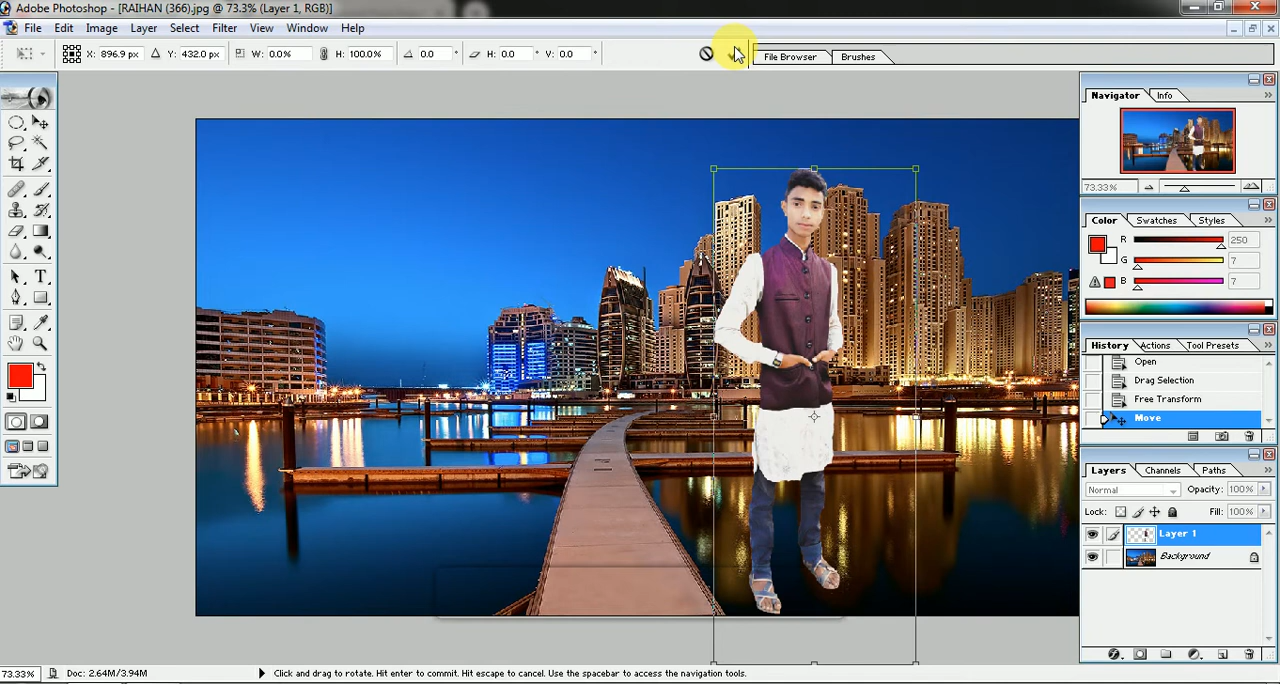 Adobe Photoshop - [RAIHAN (366).jpg @ 73.3% (Layer 1, RGB)]
File Edit Image Layer Select Filter View Window Help
X: 896.9 px Y: 432.0 px W: 0.0% H: 100.0% 0.0 ° H: 0.0 ° V: 0.0 ° File Browser Brushes
Navigator Info
73.33%
Color Swatches Styles
R 250
G 7
B 7
History Actions Tool Presets
Open
Drag Selection
Free Transform
Move
Layers Channels Paths
Normal Opacity: 100%
Lock: Fill: 100%
Layer 1
Background
73.33% Doc: 2.64M/3.94M Click and drag to rotate. Hit enter to commit. Hit escape to cancel. Use the spacebar to access the navigation tools.